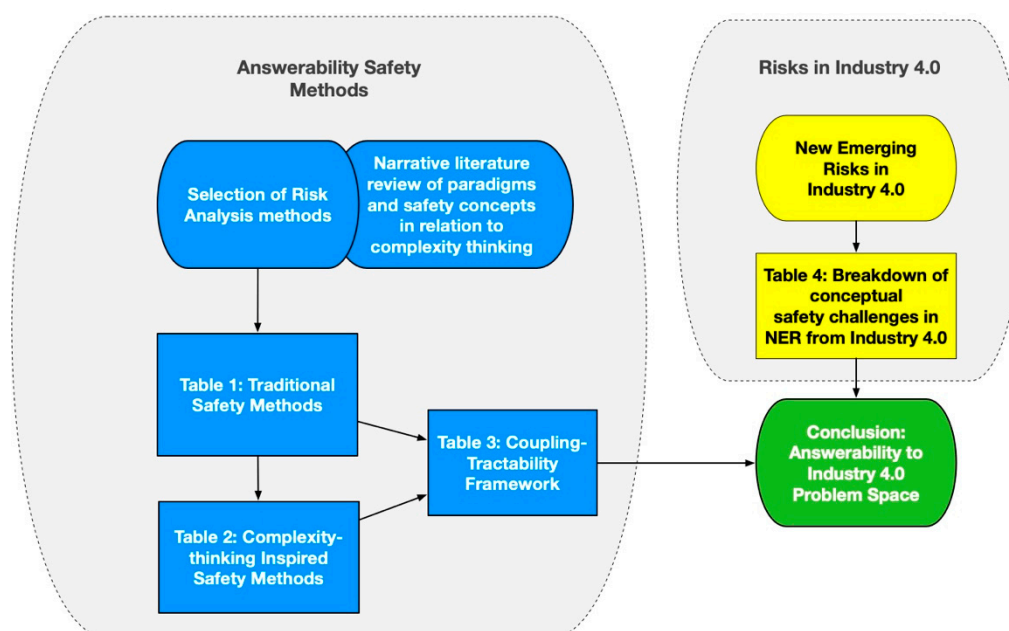 Answerability Safety
Methods
Selection of Risk
Analysis methods
Narrative literature
review of paradigms
and safety concepts
in relation to
complexity thinking
Table 1: Traditional
Safety Methods
Table 2: Complexity-
thinking Inspired
Safety Methods
Table 3: Coupling-
Tractability
Framework
Risks in Industry 4.0
New Emerging
Risks in
Industry 4.0
Table 4: Breakdown of
conceptual
safety challenges in
NER from Industry 4.0
Conclusion:
Answerability to
Industry 4.0
Problem Space